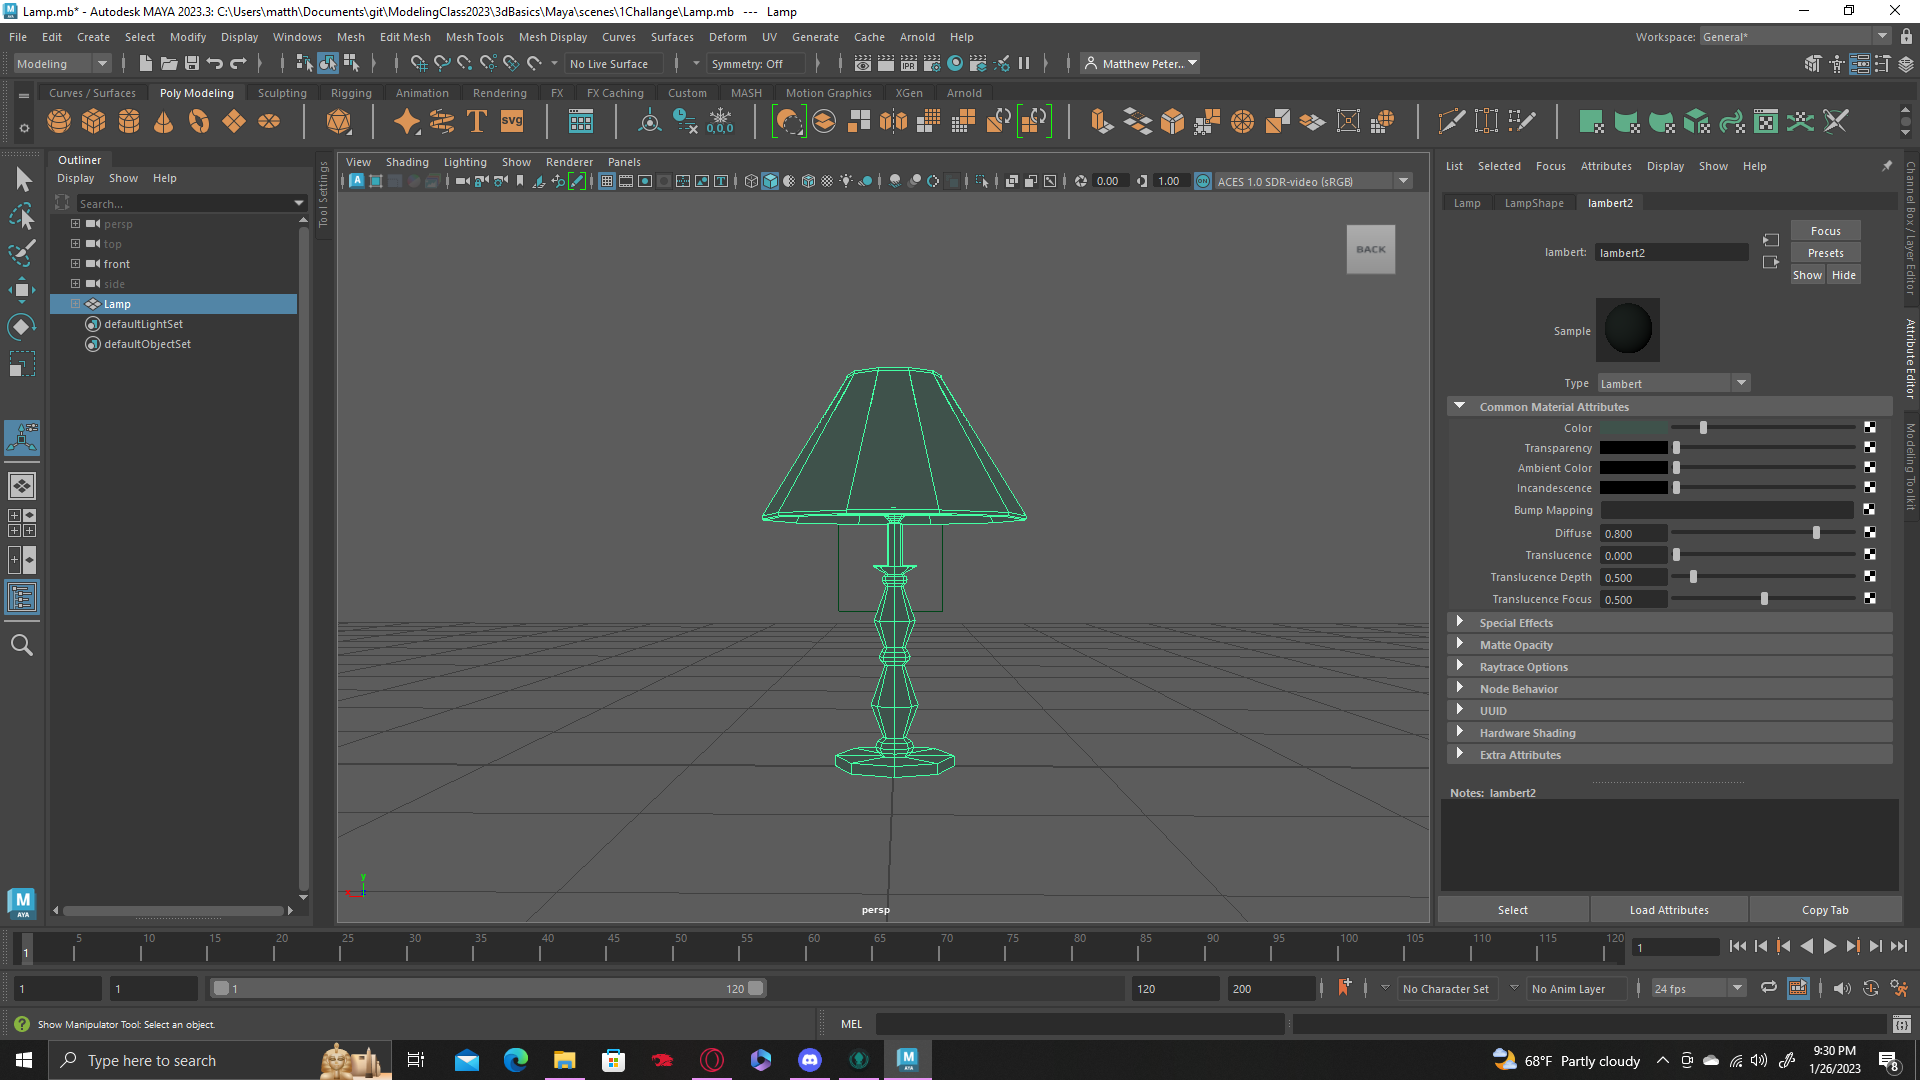 Lamp.mb* - Autodesk MAYA 2023.3: C:\Users\matth\Documents\git\ModelingClass2023\3dBasics\Maya\scenes\1Challange\Lamp.mb --- Lamp
File Edit Create Select Modify Display Windows Mesh Edit Mesh Mesh Tools Mesh Display Curves Surfaces Deform UV Generate Cache Arnold Help
Workspace: General*
Modeling
No Live Surface
Symmetry: Off
IPR
Matthew Peter..
Curves / Surfaces Poly Modeling Sculpting Rigging Animation Rendering FX FX Caching Custom MASH Motion Graphics XGen Arnold
T
SVG
0,0,0
Outliner
Display Show Help
Search...
persp
top
front
side
Lamp
defaultLightSet
defaultObjectSet
Tool Settings
View Shading Lighting Show Renderer Panels
0.00
1.00
ACES 1.0 SDR-video (sRGB)
BACK
y
persp
List Selected Focus Attributes Display Show Help
Lamp LampShape lambert2
Focus
lambert: lambert2
Presets
Show Hide
Sample
Type Lambert
Common Material Attributes
Color
Transparency
Ambient Color
Incandescence
Bump Mapping
Diffuse 0.800
Translucence 0.000
Translucence Depth 0.500
Translucence Focus 0.500
Special Effects
Matte Opacity
Raytrace Options
Node Behavior
UUID
Hardware Shading
Extra Attributes
Notes: lambert2
Select Load Attributes Copy Tab
Channel Box / Layer Editor
Attribute Editor
Modeling Toolkit
M
AYA
1 5 10 15 20 25 30 35 40 45 50 55 60 65 70 75 80 85 90 95 100 105 110 115 120
1
1 1 1 120 120 200
No Character Set
No Anim Layer
24 fps
Show Manipulator Tool: Select an object.
MEL
Type here to search
68°F Partly cloudy
9:30 PM
1/26/2023
8